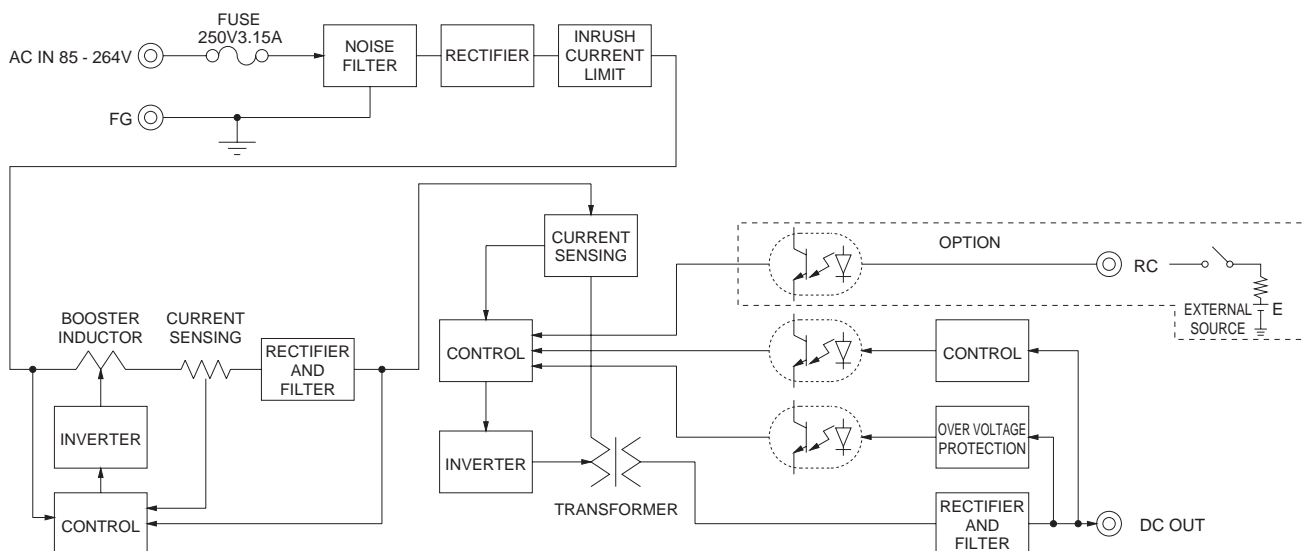 FUSE
250V3.15A
AC IN 85 - 264V
NOISE
FILTER
RECTIFIER
INRUSH
CURRENT
LIMIT
FG
CURRENT
SENSING
OPTION
RC
E
EXTERNAL
SOURCE
BOOSTER
INDUCTOR
CURRENT
SENSING
RECTIFIER
AND
FILTER
CONTROL
CONTROL
INVERTER
INVERTER
OVER VOLTAGE
PROTECTION
TRANSFORMER
CONTROL
RECTIFIER
AND
FILTER
DC OUT